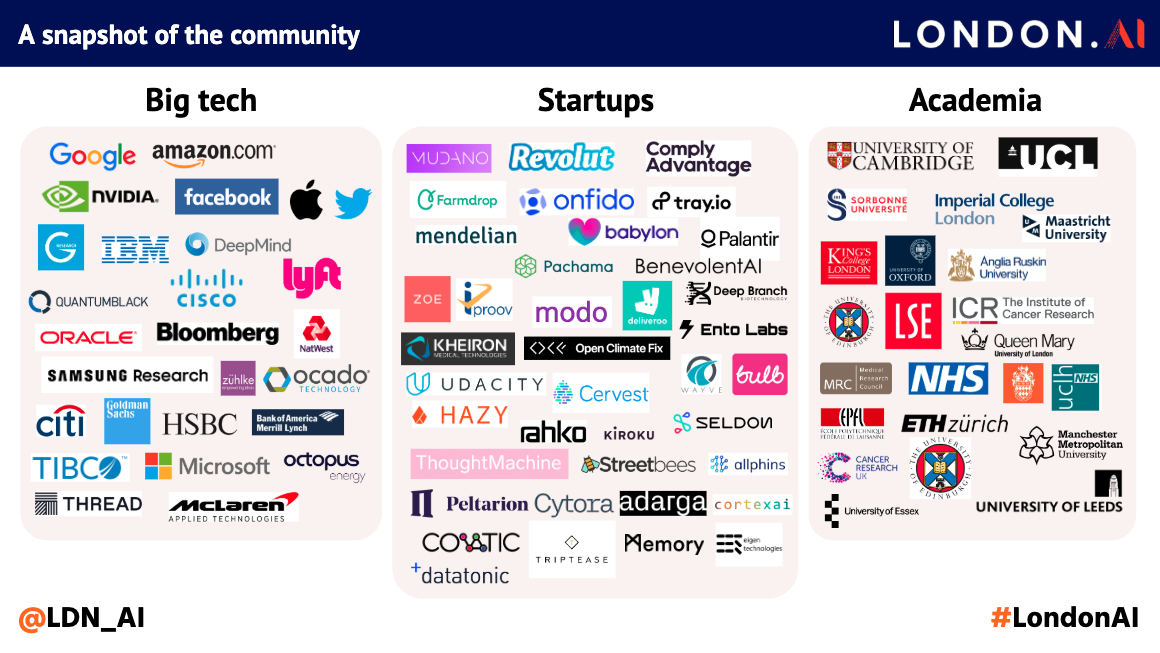 A snapshot of the community
LONDON.AI
Big tech
Google
amazon.com
NVIDIA.
facebook
G
RESEARCH
IBM
DeepMind
lyft
CISCO
QUANTUMBLACK
ORACLE
Bloomberg
NatWest
SAMSUNG Research
zühlke
ocado
TECHNOLOGY
citi
Goldman
Sachs
HSBC
Bank of America
Merrill Lynch
TIBCO
Microsoft
octopus
energy
THREAD
McLaren
APPLIED TECHNOLOGIES
Startups
MUDANO
Revolut
Comply
Advantage
Farmdrop
onfido
tray.io
mendelian
babylon
Palantir
Pachama
BenevolentAI
ZOE
iproov
modo
deliveroo
Deep Branch
BIOTECHNOLOGY
Ento Labs
KHEIRON
MEDICAL TECHNOLOGIES
Open Climate Fix
UDACITY
Cervest
WAYVE
bulb
HAZY
rahko
KIROKU
SELDON
ThoughtMachine
Streetbees
allphins
Peltarion
Cytora
adarga
cortexai
COMATIC
TRIPTEASE
Memory
eigen
technologies
datatonic
Academia
UNIVERSITY OF
CAMBRIDGE
UCL
SORBONNE
UNIVERSITÉ
Imperial College
London
Maastricht
University
KING'S
College
LONDON
UNIVERSITY OF
OXFORD
Anglia Ruskin
University
THE UNIVERSITY OF EDINBURGH
LSE
ICR
The Institute of
Cancer Research
Queen Mary
University of London
MRC
Medical
Research
Council
NHS
uclh
NHS
EPFL
ÉCOLE POLYTECHNIQUE
FÉDÉRALE DE LAUSANNE
ETH zürich
Manchester
Metropolitan
University
CANCER
RESEARCH
UK
THE UNIVERSITY OF EDINBURGH
University of Essex
UNIVERSITY OF LEEDS
@LDN_AI
#LondonAI